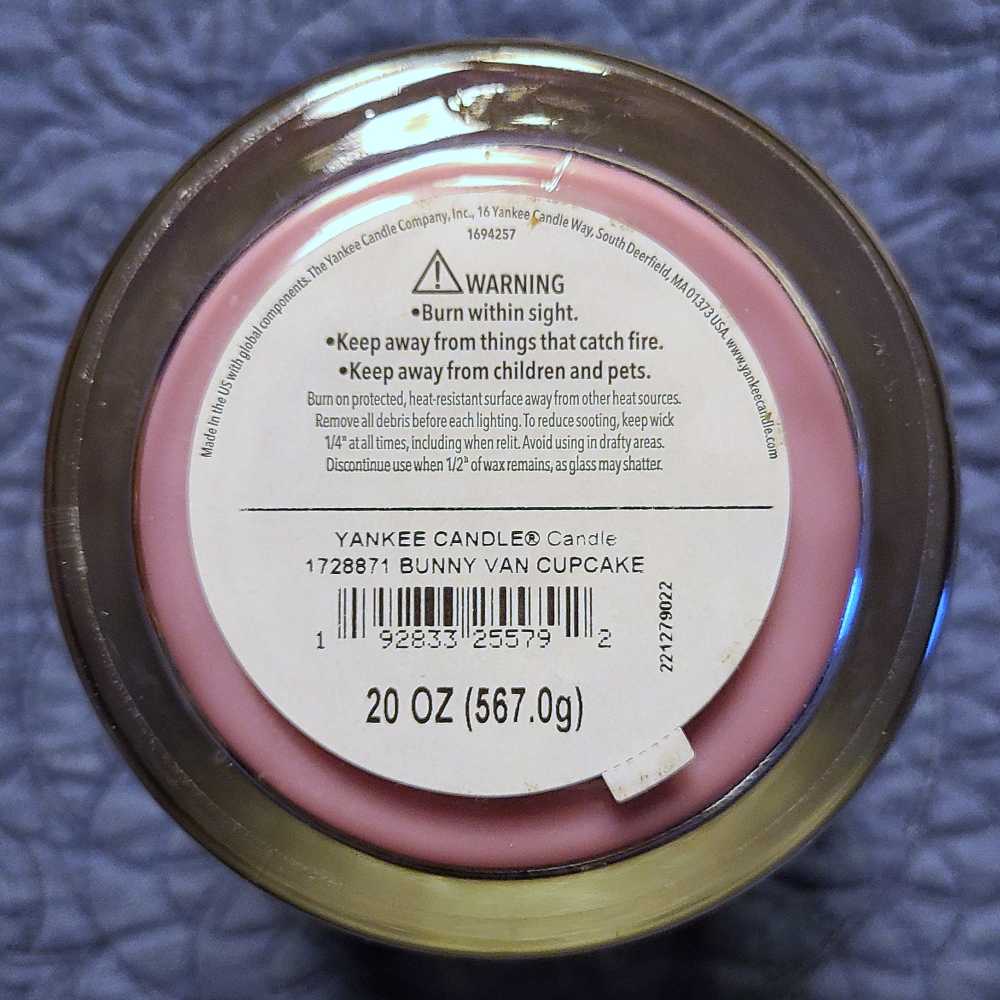 Made in the US with global components. The Yankee Candle Company, Inc., 16 Yankee Candle Way, South Deerfield, MA 01373 USA. www.yankeecandle.com
1694257
WARNING
•Burn within sight.
•Keep away from things that catch fire.
•Keep away from children and pets.
Burn on protected, heat-resistant surface away from other heat sources.
Remove all debris before each lighting. To reduce sooting, keep wick
1/4" at all times, including when relit. Avoid using in drafty areas.
Discontinue use when 1/2" of wax remains, as glass may shatter.
YANKEE CANDLE® Candle
1728871 BUNNY VAN CUPCAKE
1 92833 25579 2
221279022
20 OZ (567.0g)